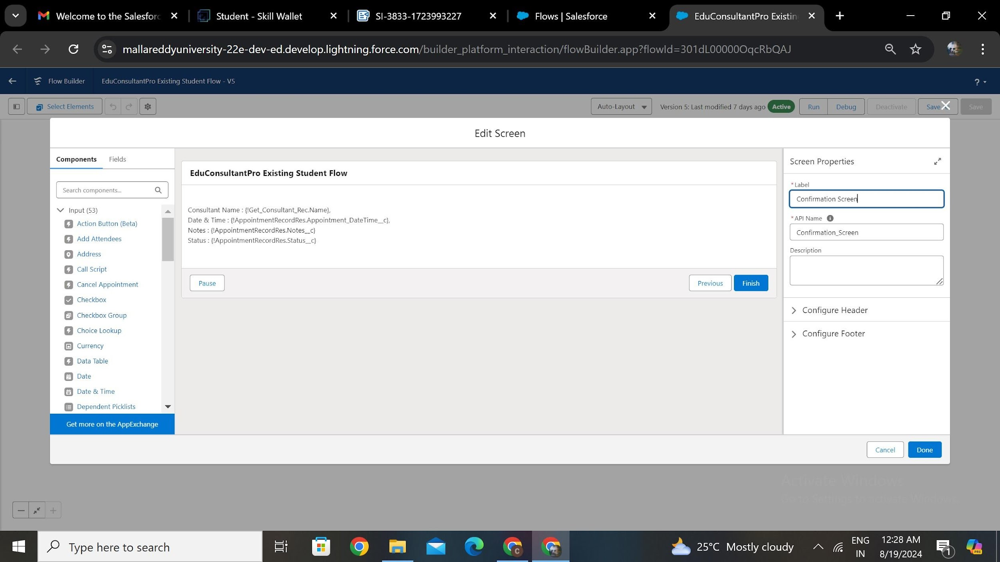 Welcome to the Salesforc
Student - Skill Wallet
SI-3833-1723993227
Flows | Salesforce
EduConsultantPro Existin
mallareddyuniversity-22e-dev-ed.develop.lightning.force.com/builder_platform_interaction/flowBuilder.app?flowId=301dL00000OqcRbQAJ
Flow Builder
EduConsultantPro Existing Student Flow - V5
?
Select Elements
Auto-Layout
Version 5: Last modified 7 days ago
Active
Run
Debug
Deactivate
Save
Save
Edit Screen
Components
Fields
Search components...
Input (53)
Action Button (Beta)
Add Attendees
Address
Call Script
Cancel Appointment
Checkbox
Checkbox Group
Choice Lookup
Currency
Data Table
Date
Date & Time
Dependent Picklists
Get more on the AppExchange
EduConsultantPro Existing Student Flow
Consultant Name : {!Get_Consultant_Rec.Name},
Date & Time : {!AppointmentRecordRes.Appointment_DateTime__c},
Notes : {!AppointmentRecordRes.Notes__c}
Status : {!AppointmentRecordRes.Status__c}
Pause
Previous
Finish
Screen Properties
* Label
Confirmation Screen
* API Name
Confirmation_Screen
Description
Configure Header
Configure Footer
Cancel
Done
Activate Windows
Go to Settings to activate Windows.
Type here to search
C
25°C Mostly cloudy
ENG
IN
12:28 AM
8/19/2024
1
PRE